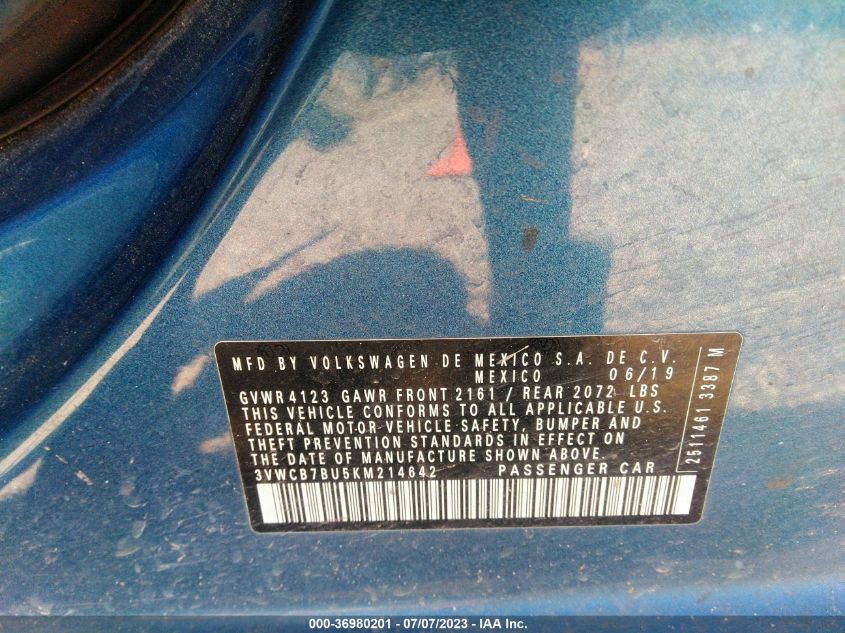 MFD BY VOLKSWAGEN DE MEXICO S.A. DE C.V.
MEXICO 06/19
GVWR 4123 GAWR FRONT 2161 / REAR 2072 LBS
THIS VEHICLE CONFORMS TO ALL APPLICABLE U.S.
FEDERAL MOTOR VEHICLE SAFETY, BUMPER AND
THEFT PREVENTION STANDARDS IN EFFECT ON
THE DATE OF MANUFACTURE SHOWN ABOVE.
3VWCB7BU5KM214642 PASSENGER CAR
2511461 3387 M
000-36980201 - 07/07/2023 - IAA Inc.